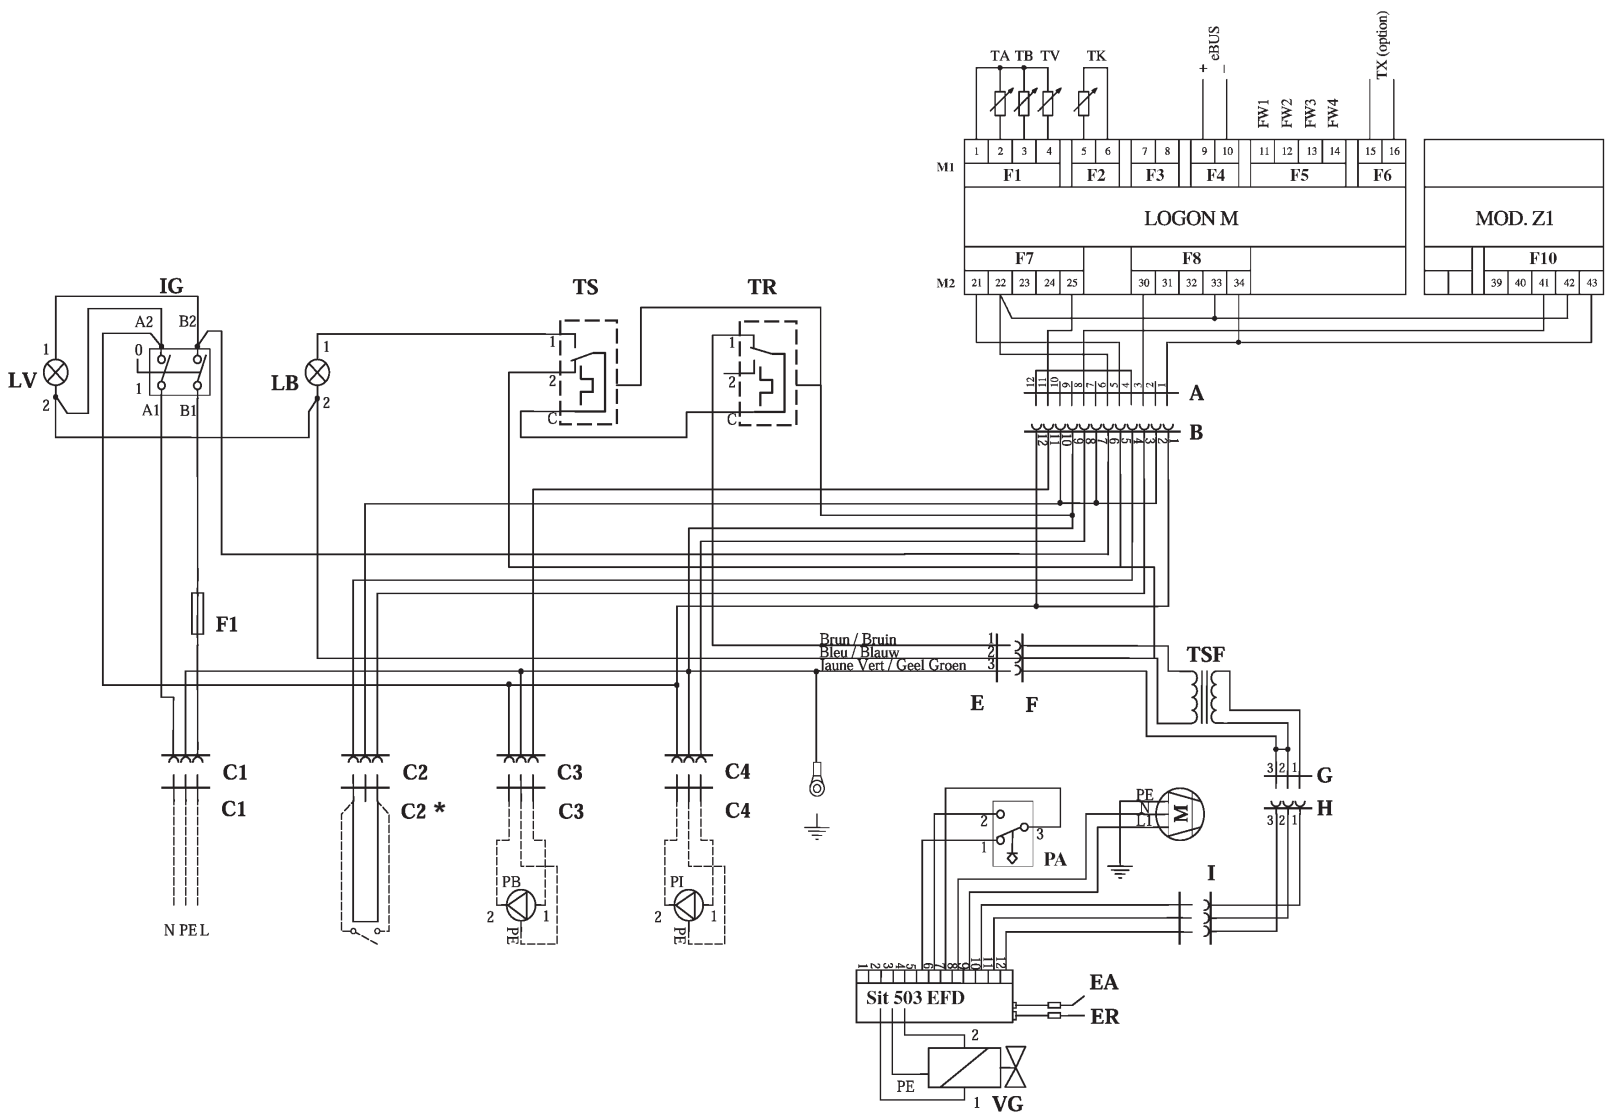 TA TB TV TK
+ eBUS –
TX (option)
FW1
FW2
FW3
FW4
M1 1 2 3 4 5 6 7 8 9 10 11 12 13 14 15 16
F1 F2 F3 F4 F5 F6
LOGON M MOD. Z1
F7 F8 F10
M2 21 22 23 24 25 30 31 32 33 34 39 40 41 42 43
IG TS TR
A2 B2
LV 1 2
0
1
A1 B1
LB 1 2
1 2 C
1 2 C
12 11 10 9 8 7 6 5 4 3 2 1
A
B
12 11 10 9 8 7 6 5 4 3 2 1
F1
Brun / Bruin 1
Bleu / Blauw 2
Jaune Vert / Geel Groen 3
E F
TSF
C1 C2 C3 C4
C1 C2 * C3 C4
3 2 1 G
3 2 1 H
PE
N
L1
M
2 1 3
PA
I
PB
2 1
PE
PI
2 1
PE
N PE L
1 2 3 4 5 6 7 8 9 10 11 12
Sit 503 EFD
EA
ER
2
PE
1 VG